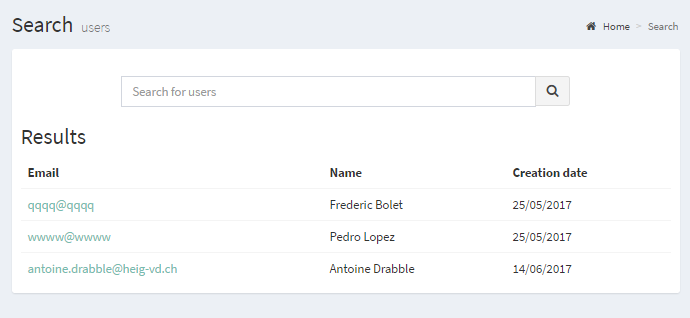 Search users
Home > Search
Search for users
Results
Email Name Creation date
qqqq@qqqq Frederic Bolet 25/05/2017
wwww@wwww Pedro Lopez 25/05/2017
antoine.drabble@heig-vd.ch Antoine Drabble 14/06/2017